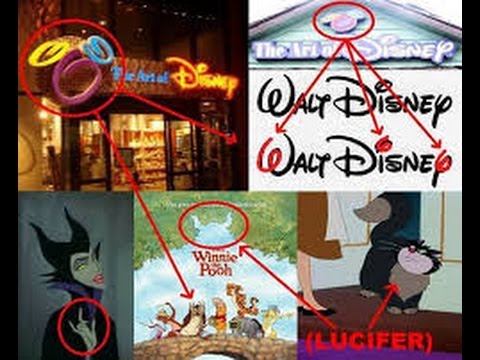 The Art of Disney
The Art of Disney
WALT DISNEY
WALT DISNEY
Winnie
the
Pooh
(LUCIFER)